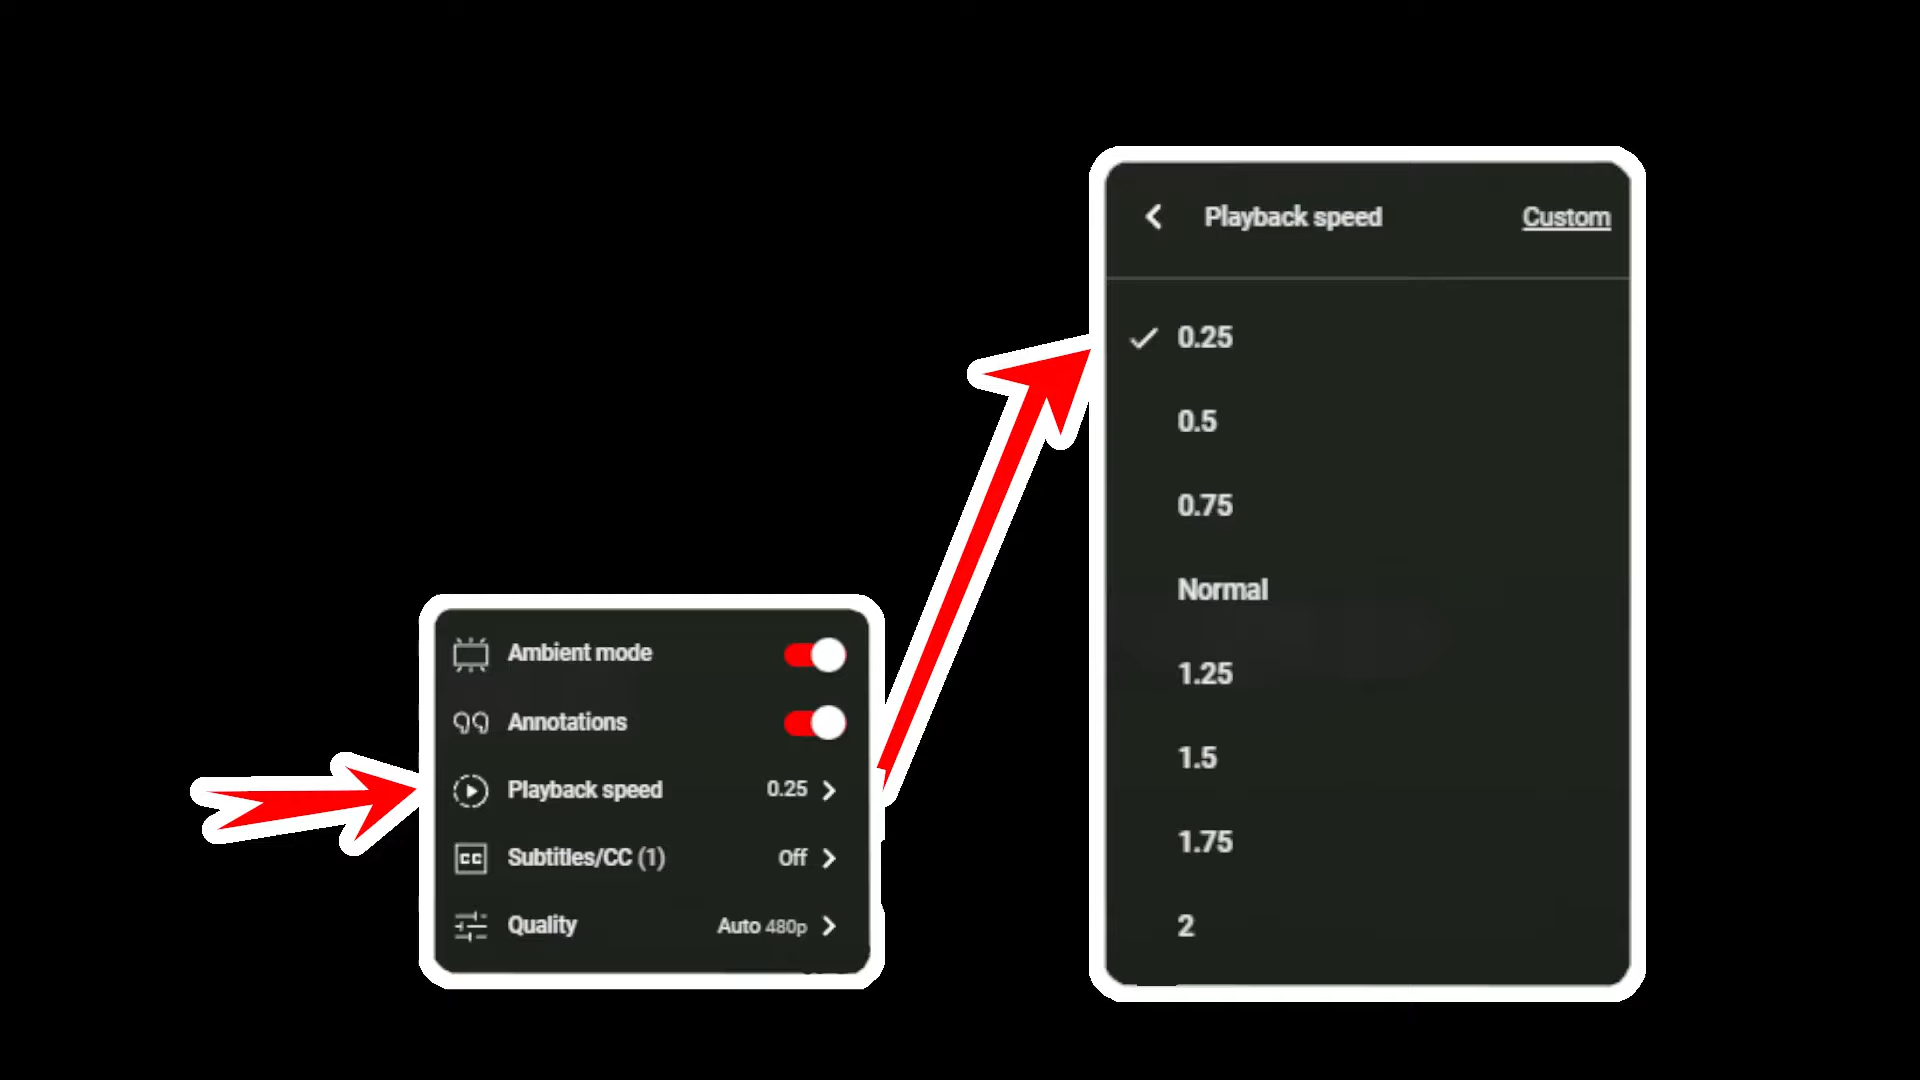 Ambient mode
Annotations
Playback speed 0.25
CC Subtitles/CC (1) Off
Quality Auto 480p
Playback speed Custom
0.25
0.5
0.75
Normal
1.25
1.5
1.75
2